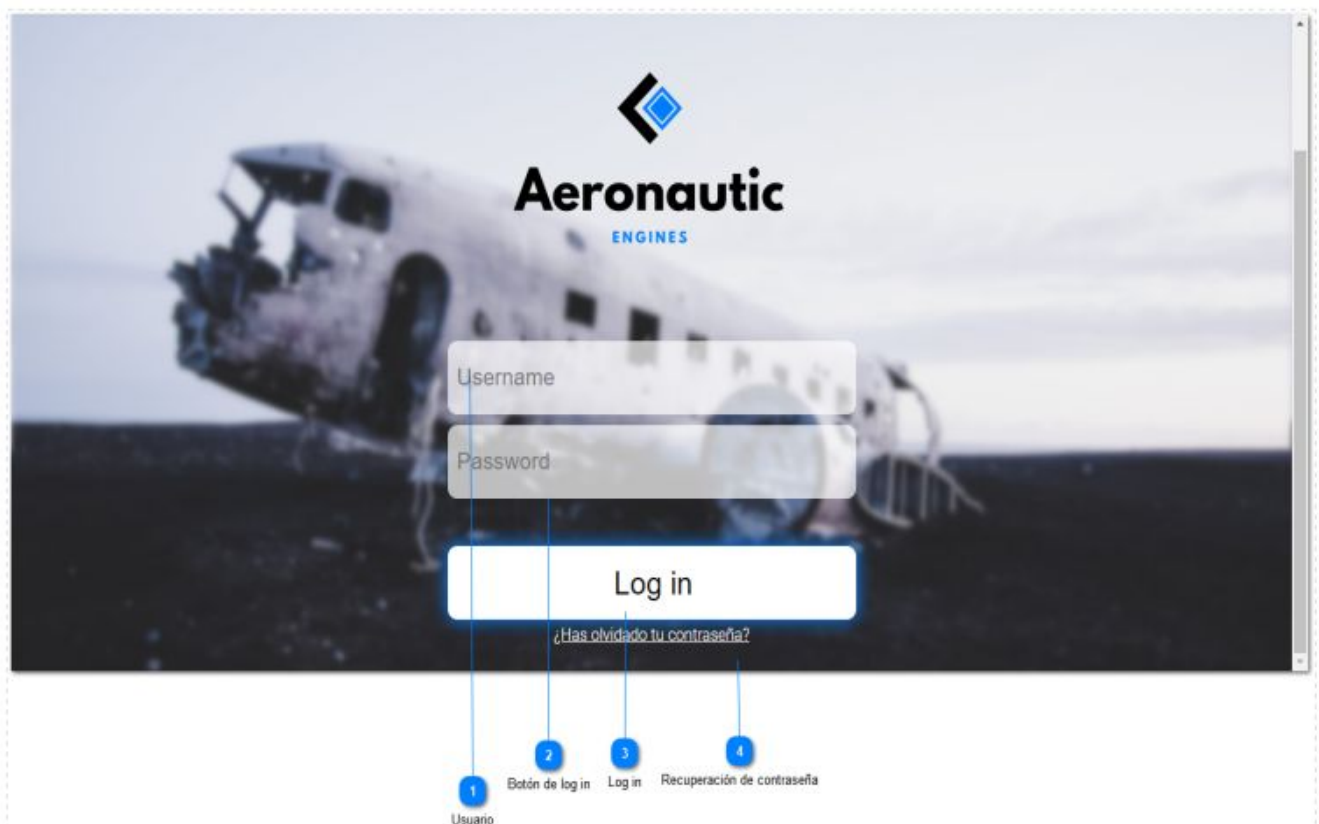 Aeronautic
ENGINES
Username
Password
Log in
¿Has olvidado tu contraseña?
1
Usuario
2
Botón de log in
3
Log in
4
Recuperación de contraseña